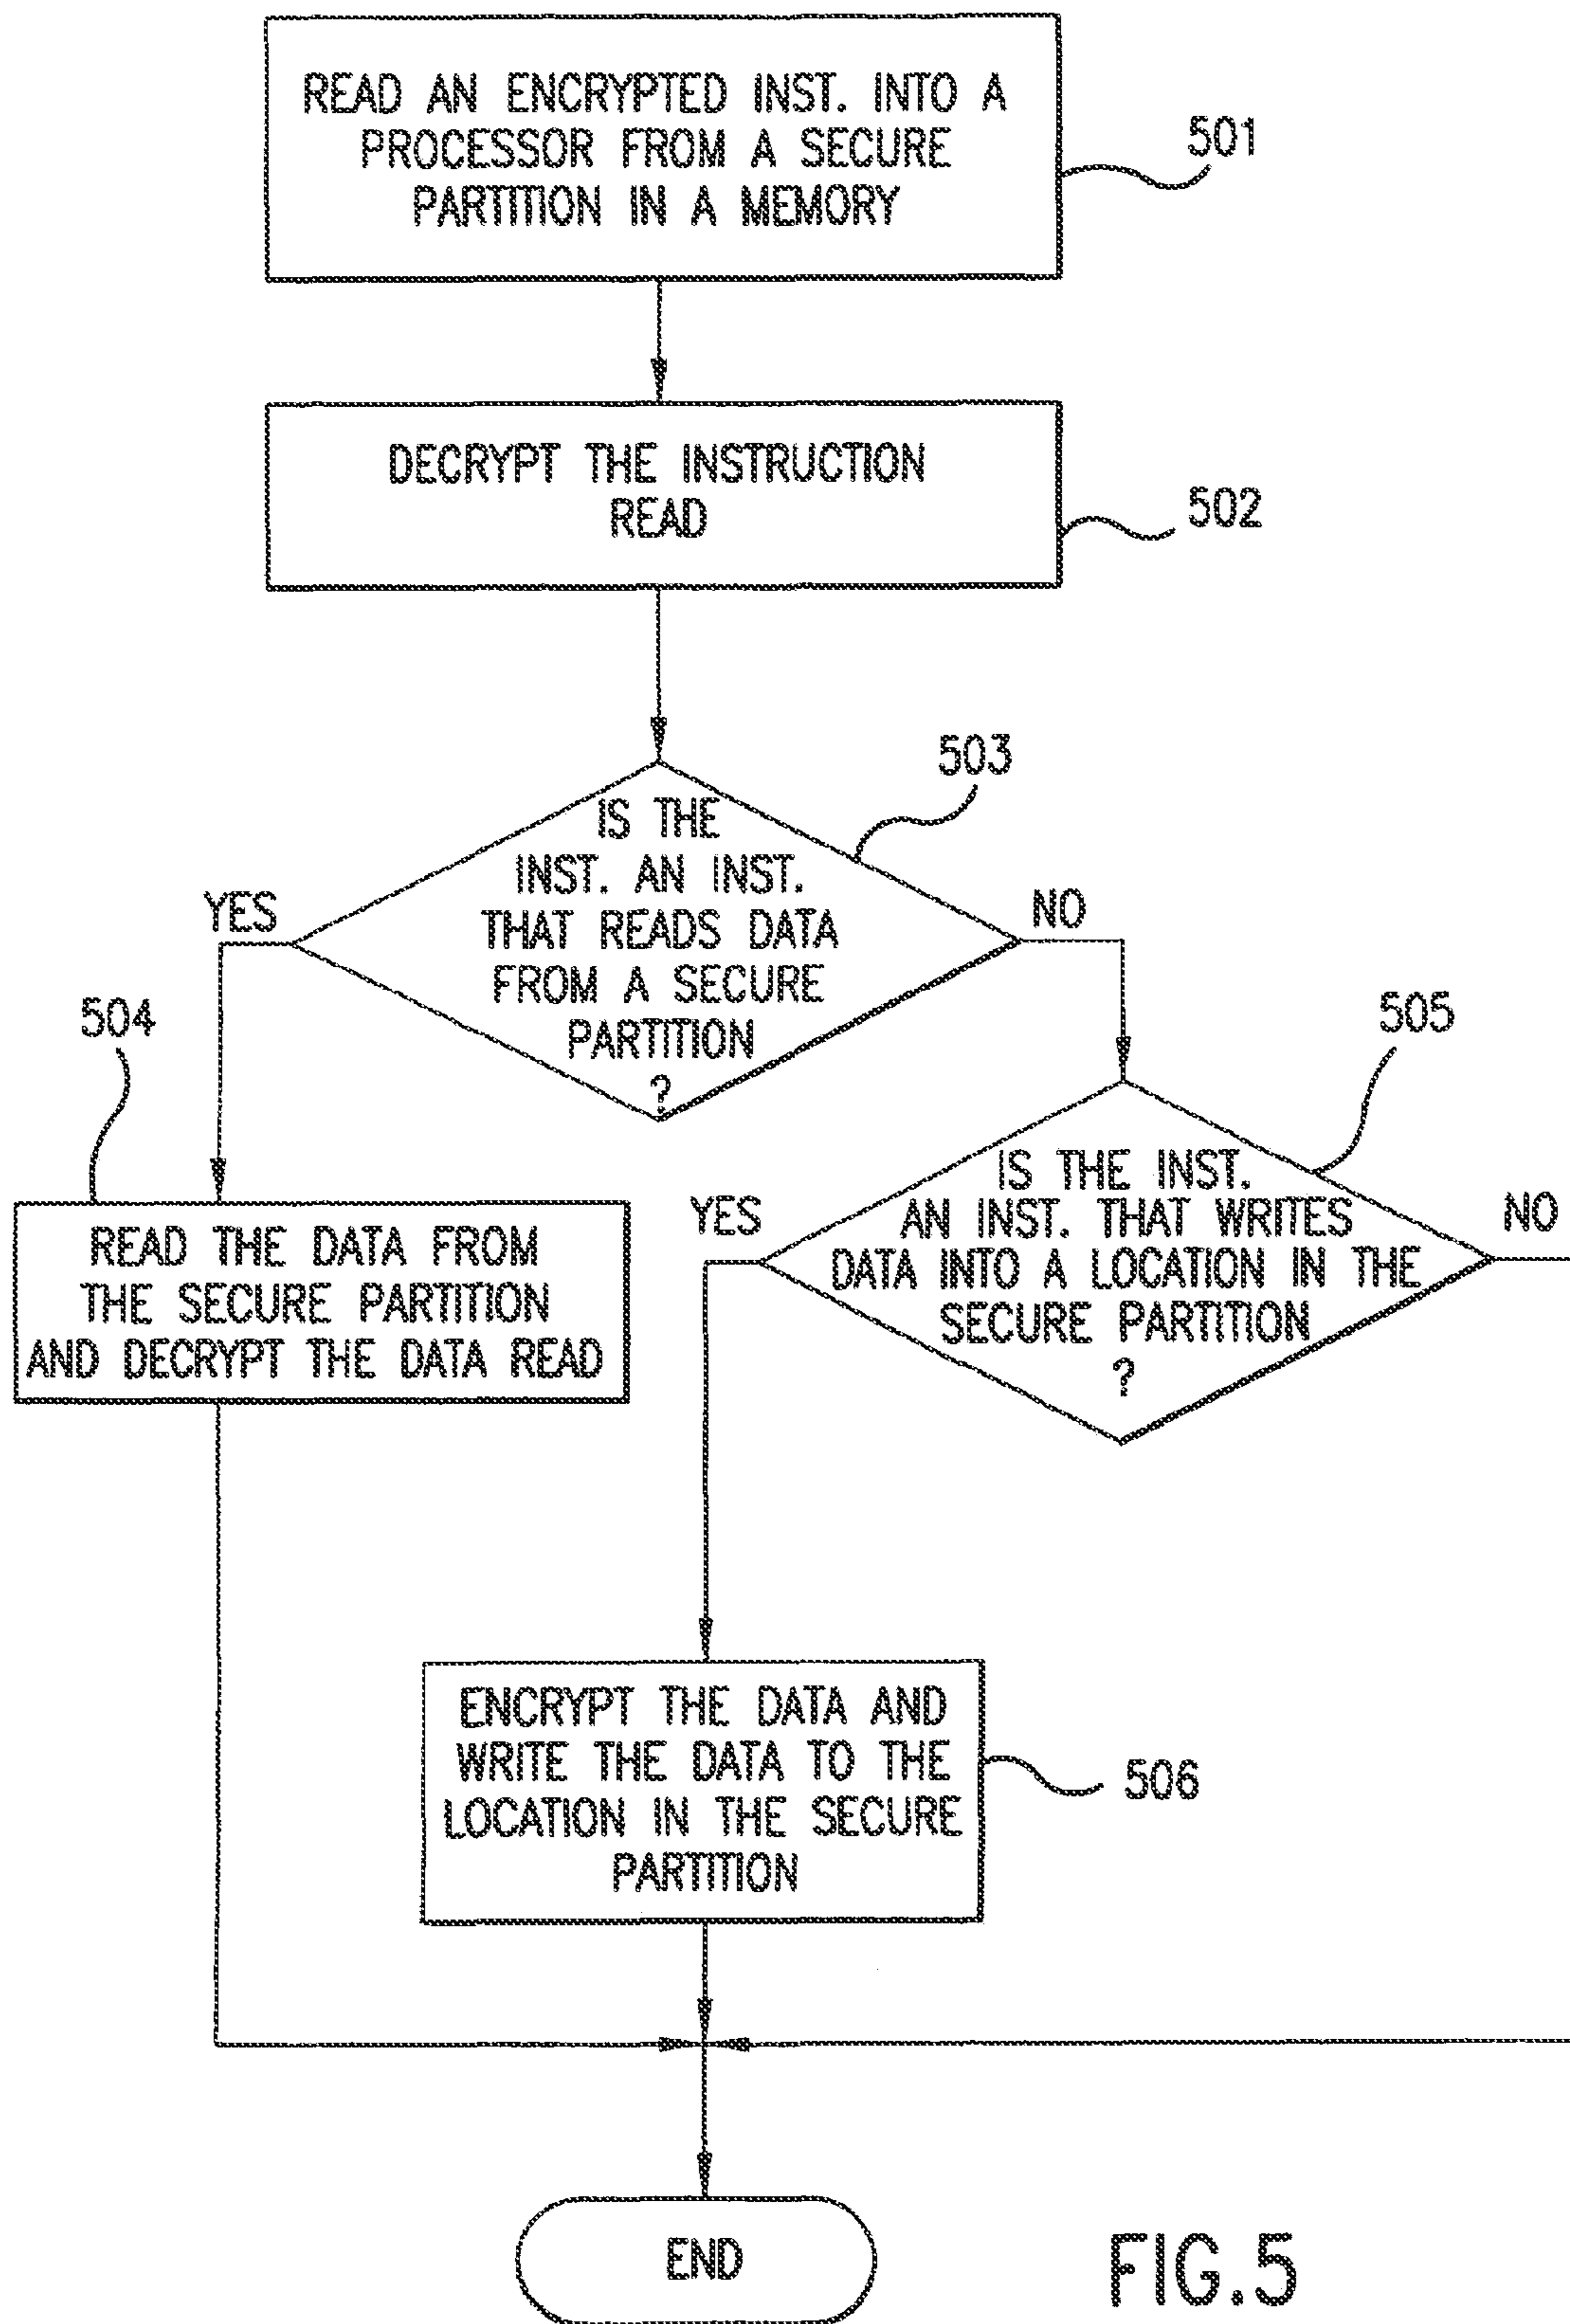 READ AN ENCRYPTED INST. INTO A
PROCESSOR FROM A SECURE
PARTITION IN A MEMORY
501
DECRYPT THE INSTRUCTION
READ
502
503
IS THE
INST. AN INST.
THAT READS DATA
FROM A SECURE
PARTITION
?
YES
NO
504
READ THE DATA FROM
THE SECURE PARTITION
AND DECRYPT THE DATA READ
505
IS THE INST.
AN INST. THAT WRITES
DATA INTO A LOCATION IN THE
SECURE PARTITION
?
YES
NO
ENCRYPT THE DATA AND
WRITE THE DATA TO THE
LOCATION IN THE SECURE
PARTITION
506
END
FIG.5